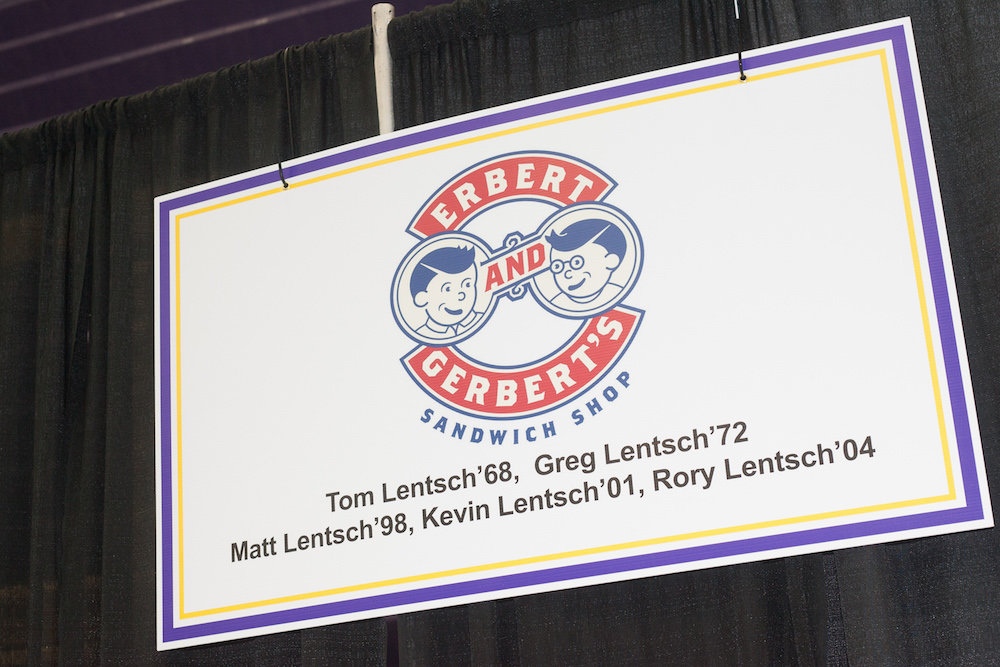 ERBERT
AND
GERBERT'S
SANDWICH SHOP
Tom Lentsch'68,  Greg Lentsch'72
Matt Lentsch'98, Kevin Lentsch'01, Rory Lentsch'04